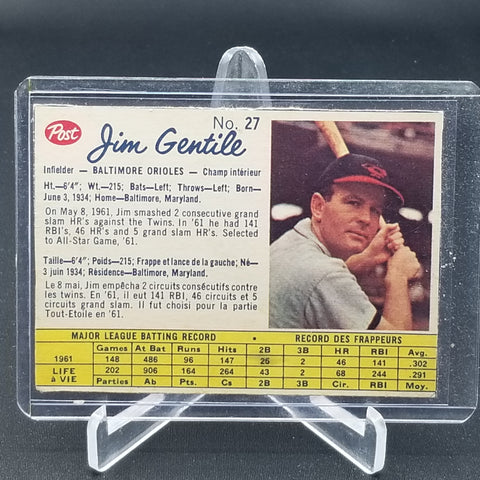 Post
Jim Gentile
No. 27
Infielder - BALTIMORE ORIOLES - Champ intérieur
Ht.—6'4"; Wt.—215; Bats—Left; Throws—Left; Born—
June 3, 1934; Home—Baltimore, Maryland.
On May 8, 1961, Jim smashed 2 consecutive grand
slam HR's against the Twins. In '61 he had 141
RBI's, 46 HR's and 5 grand slam HR's. Selected
to All-Star Game, '61.
Taille—6'4"; Poids—215; Frappe et lance de la gauche; Né—
3 juin 1934; Résidence—Baltimore, Maryland.
Le 8 mai, Jim empêcha 2 circuits consécutifs contre
les twins. En '61, il eut 141 RBI, 46 circuits et 5
circuits grand slam. Il fut choisi pour la partie
Tout-Etoile en '61.
MAJOR LEAGUE BATTING RECORD • RECORD DES FRAPPEURS
Games At Bat Runs Hits 2B 3B HR RBI Avg.
1961 148 486 96 147 25 2 46 141 .302
LIFE 202 906 164 264 43 2 68 244 .291
à VIE Parties Ab Pts. Cs 2B 3B Cir. RBI Moy.